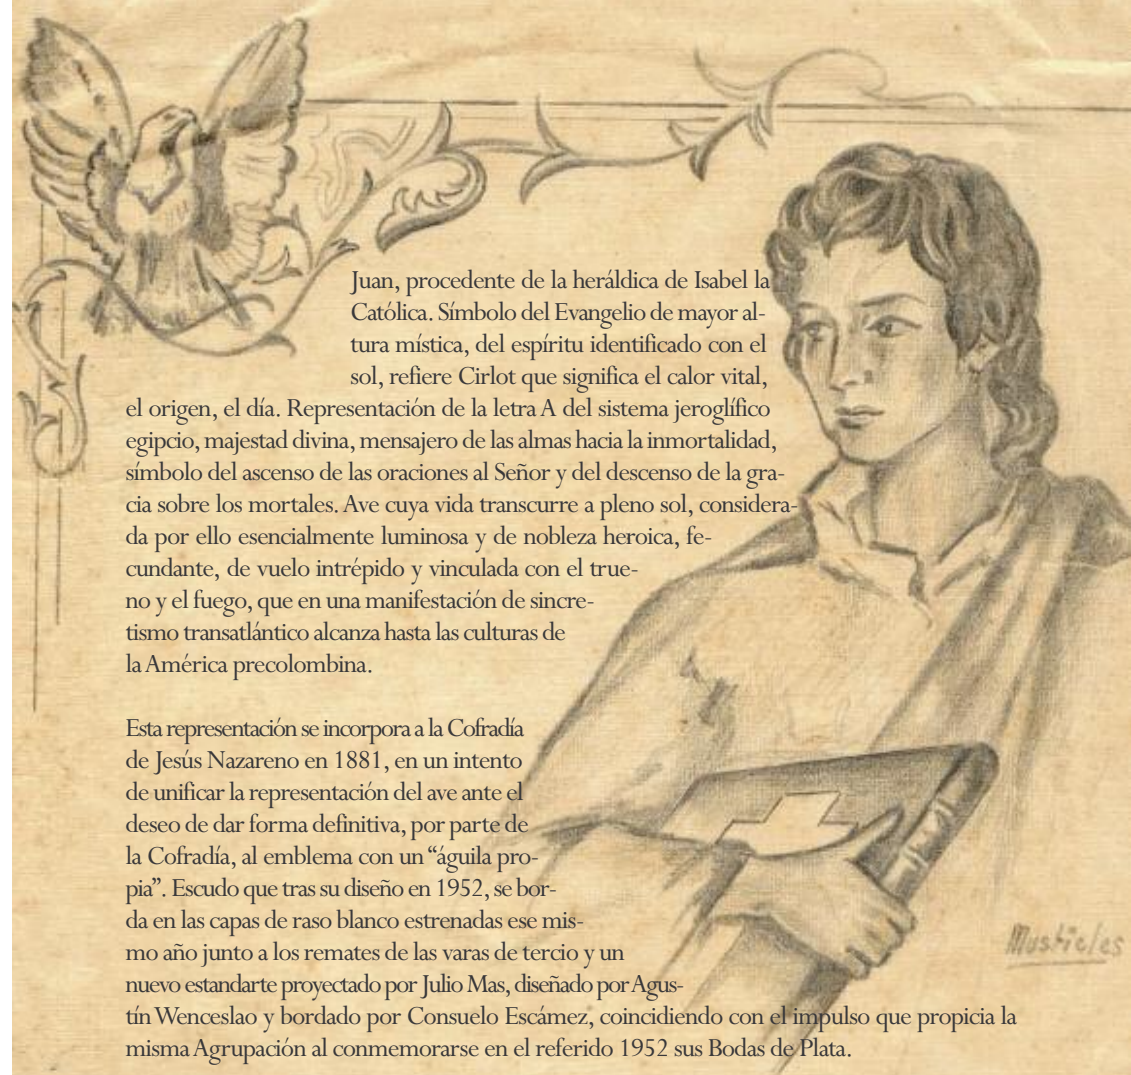 Juan, procedente de la heráldica de Isabel la
Católica. Símbolo del Evangelio de mayor al-
tura mística, del espíritu identificado con el
sol, refiere Cirlot que significa el calor vital,
el origen, el día. Representación de la letra A del sistema jeroglífico
egipcio, majestad divina, mensajero de las almas hacia la inmortalidad,
símbolo del ascenso de las oraciones al Señor y del descenso de la gra-
cia sobre los mortales. Ave cuya vida transcurre a pleno sol, considera-
da por ello esencialmente luminosa y de nobleza heroica, fe-
cundante, de vuelo intrépido y vinculada con el true-
no y el fuego, que en una manifestación de sincre-
tismo transatlántico alcanza hasta las culturas de
la América precolombina.
Esta representación se incorpora a la Cofradía
de Jesús Nazareno en 1881, en un intento
de unificar la representación del ave ante el
deseo de dar forma definitiva, por parte de
la Cofradía, al emblema con un “águila pro-
pia”. Escudo que tras su diseño en 1952, se bor-
da en las capas de raso blanco estrenadas ese mis-
mo año junto a los remates de las varas de tercio y un
nuevo estandarte proyectado por Julio Mas, diseñado por Agus-
tín Wenceslao y bordado por Consuelo Escámez, coincidiendo con el impulso que propicia la
misma Agrupación al conmemorarse en el referido 1952 sus Bodas de Plata.
Mustieles